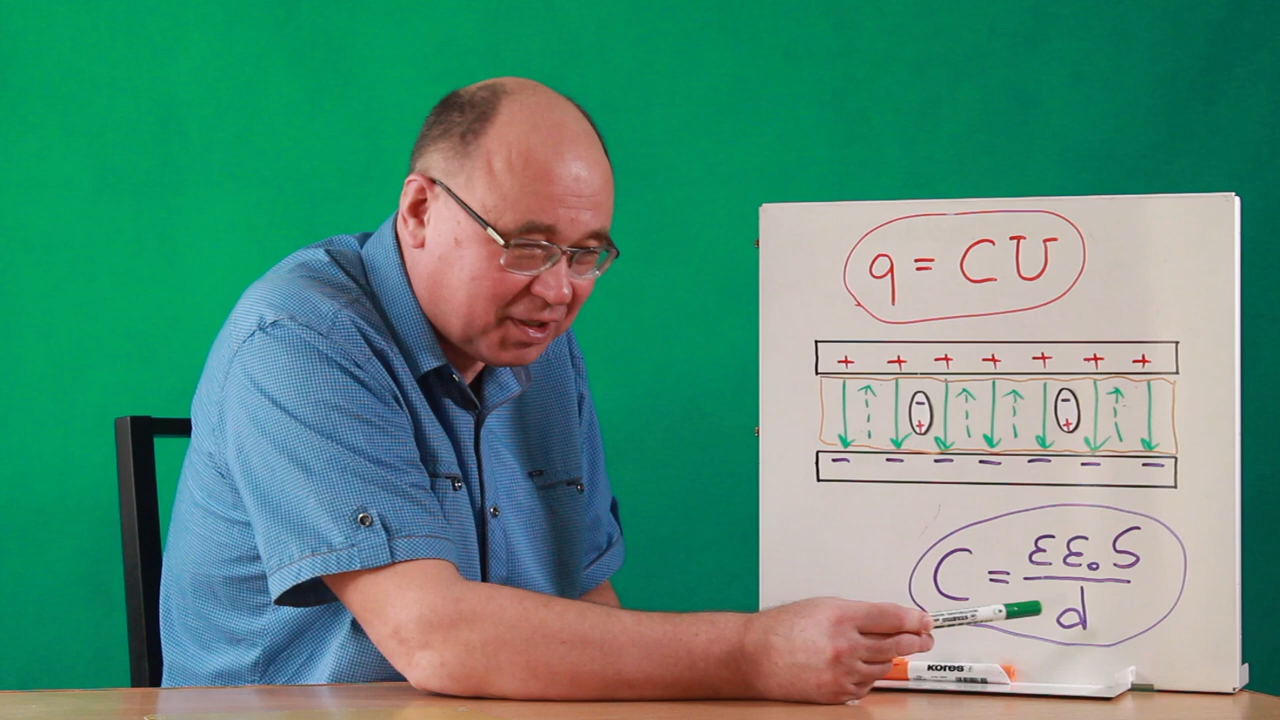 q = CU
+ + + + + + +
- -
+ +
- - - - - - -
C = εε₀S
d
KORES